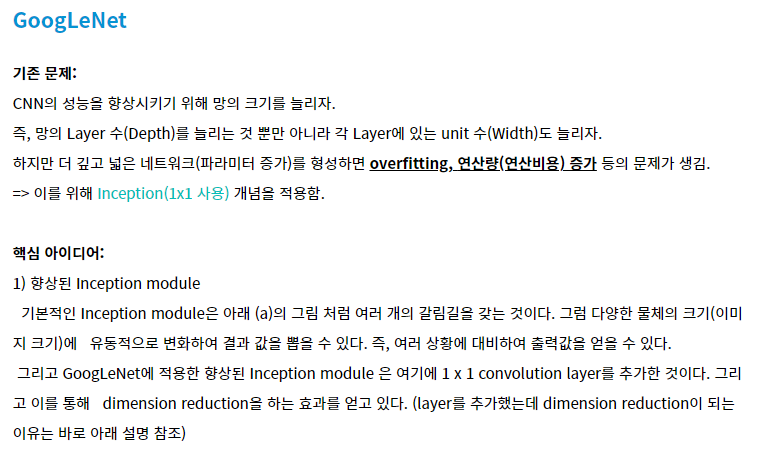 GoogLeNet
기존 문제:
CNN의 성능을 향상시키기 위해 망의 크기를 늘리자.
즉, 망의 Layer 수(Depth)를 늘리는 것 뿐만 아니라 각 Layer에 있는 unit 수(Width)도 늘리자.
하지만 더 깊고 넓은 네트워크(파라미터 증가)를 형성하면 overfitting, 연산량(연산비용) 증가 등의 문제가 생김.
=> 이를 위해 Inception(1x1 사용) 개념을 적용함.
핵심 아이디어:
1) 향상된 Inception module
기본적인 Inception module은 아래 (a)의 그림 처럼 여러 개의 갈림길을 갖는 것이다. 그럼 다양한 물체의 크기(이미
지 크기)에 유동적으로 변화하여 결과 값을 뽑을 수 있다. 즉, 여러 상황에 대비하여 출력값을 얻을 수 있다.
그리고 GoogLeNet에 적용한 향상된 Inception module 은 여기에 1 x 1 convolution layer를 추가한 것이다. 그리
고 이를 통해 dimension reduction을 하는 효과를 얻고 있다. (layer를 추가했는데 dimension reduction이 되는
이유는 바로 아래 설명 참조)